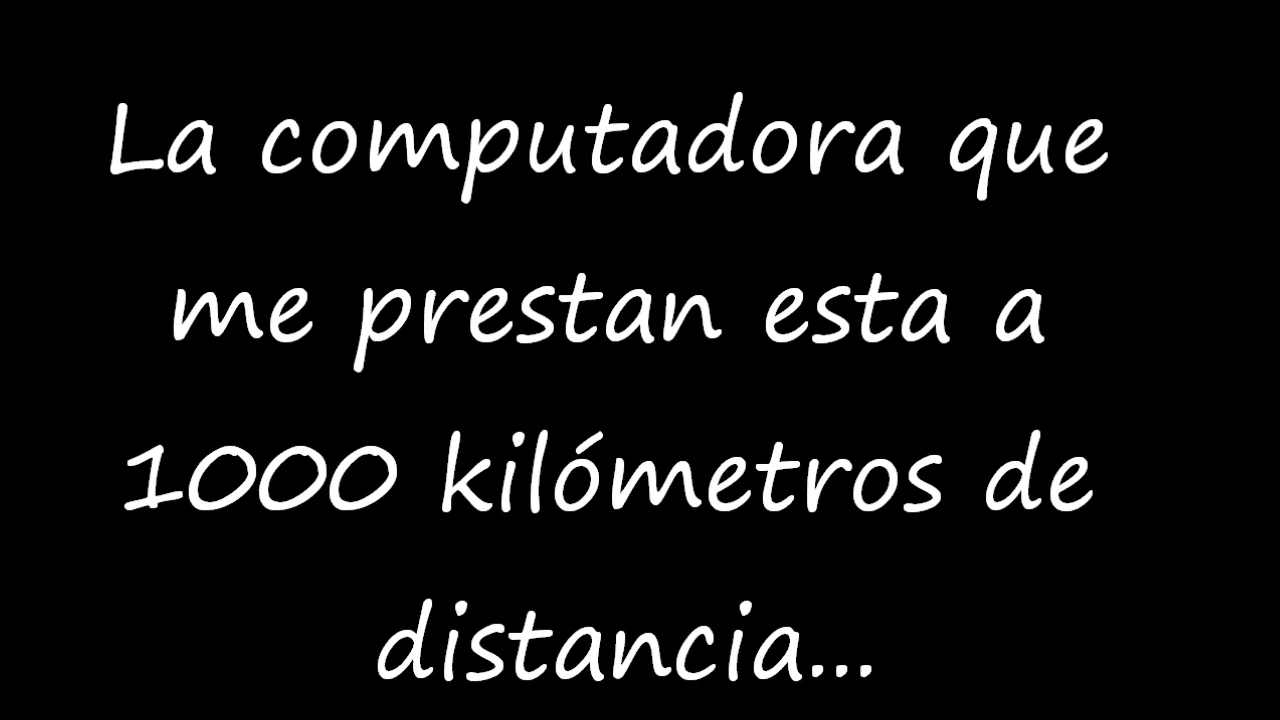 La computadora que
me prestan esta a
1000 kilómetros de
distancia...